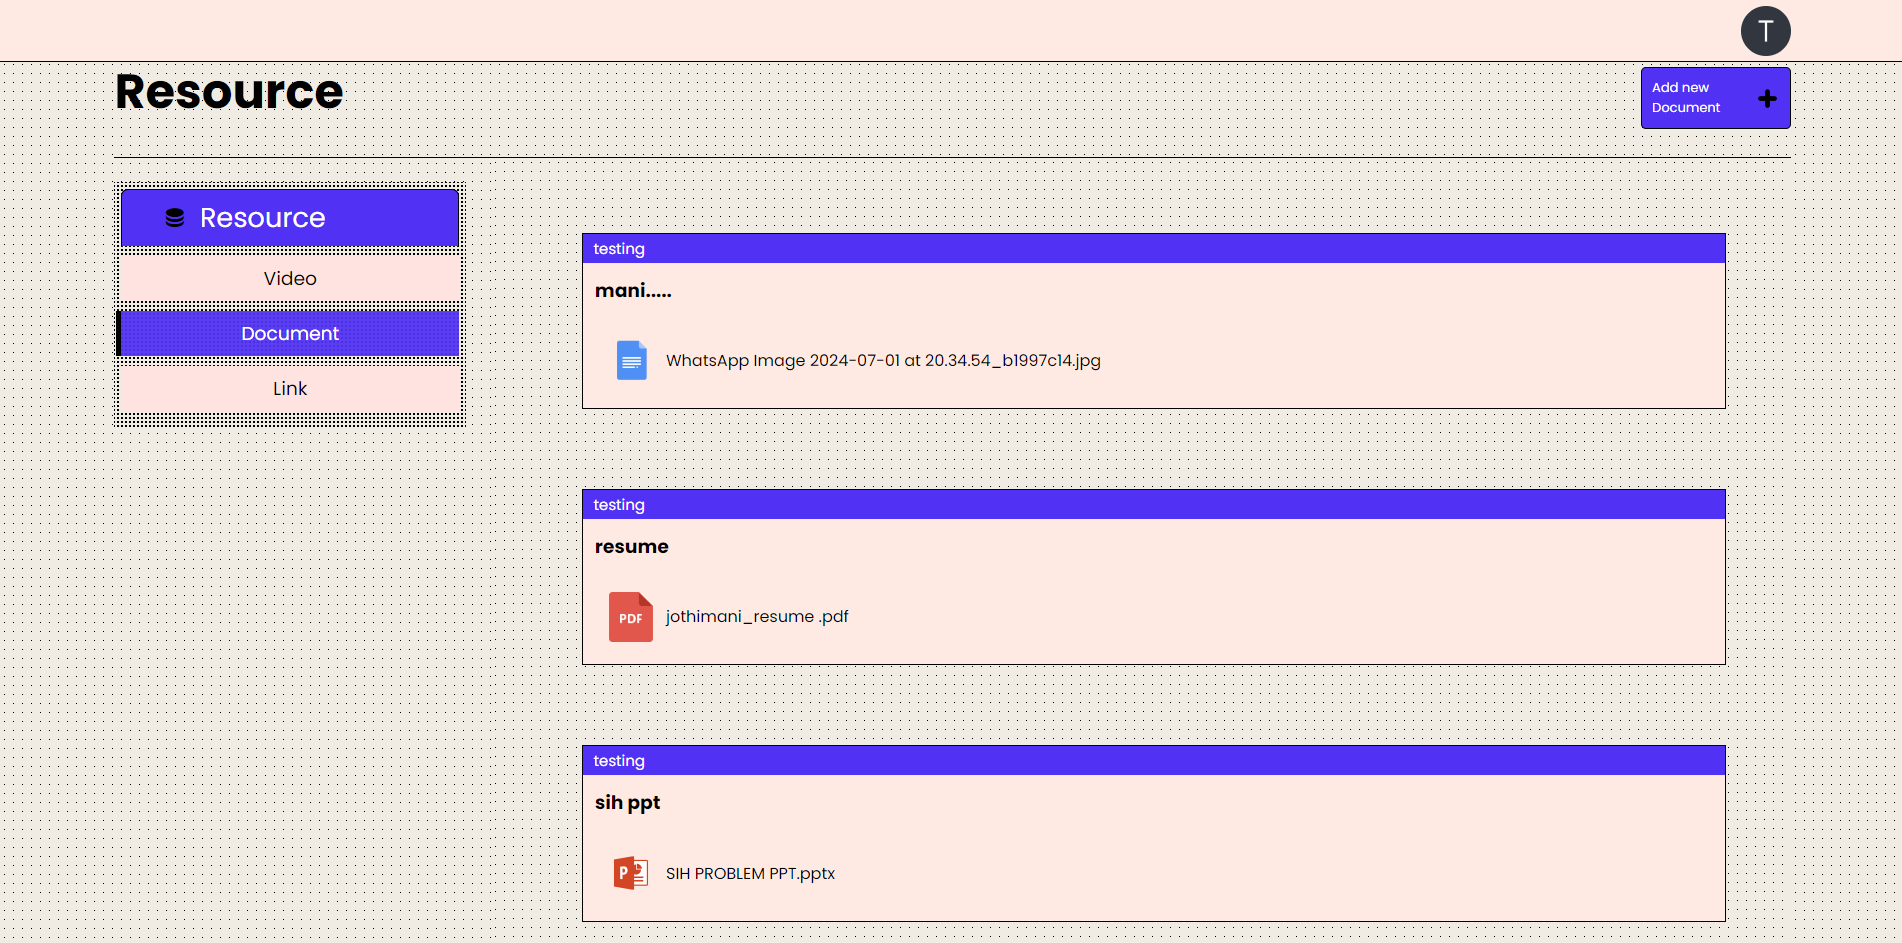 T
Resource
Add new
Document
Resource
Video
Document
Link
testing
mani.....
WhatsApp Image 2024-07-01 at 20.34.54_b1997c14.jpg
testing
resume
PDF
jothimani_resume .pdf
testing
sih ppt
P
SIH PROBLEM PPT.pptx